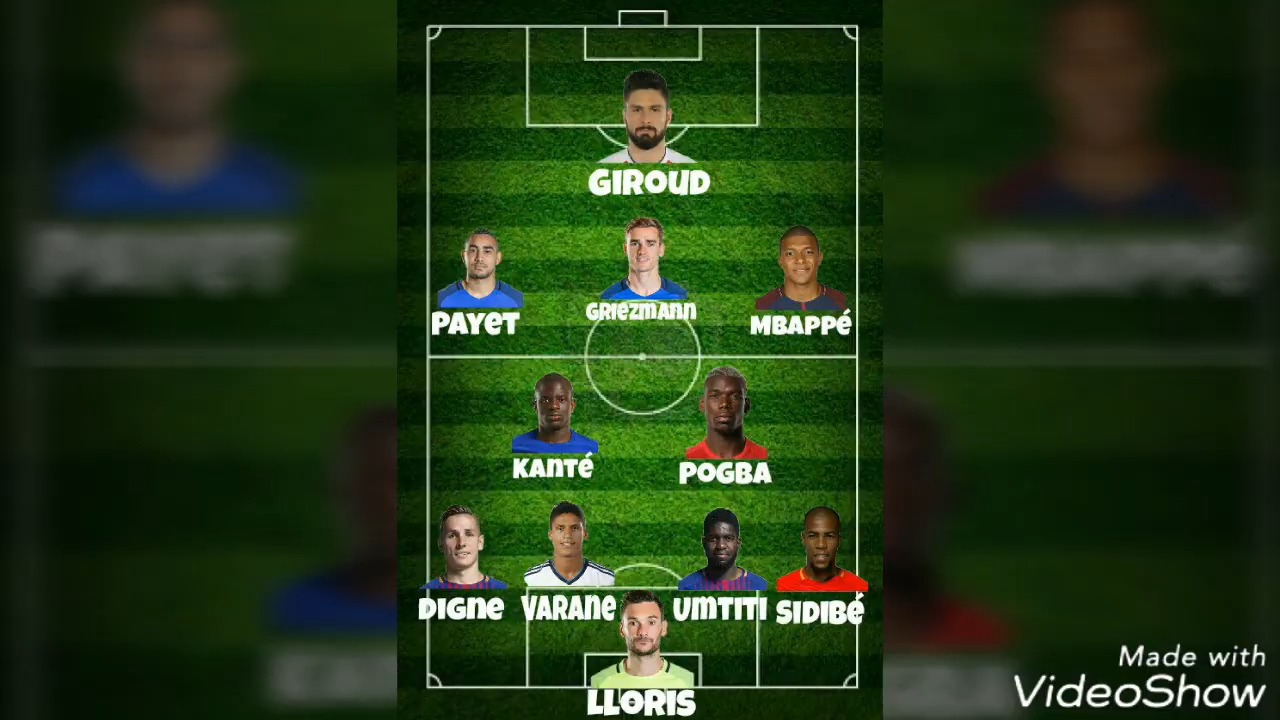 GIROUD
PAYET
GRIEZMANN
MBAPPÉ
KANTÉ
POGBA
DIGNE
VARANE
UMTITI
SIDIBÉ
LLORIS
Made with
VideoShow